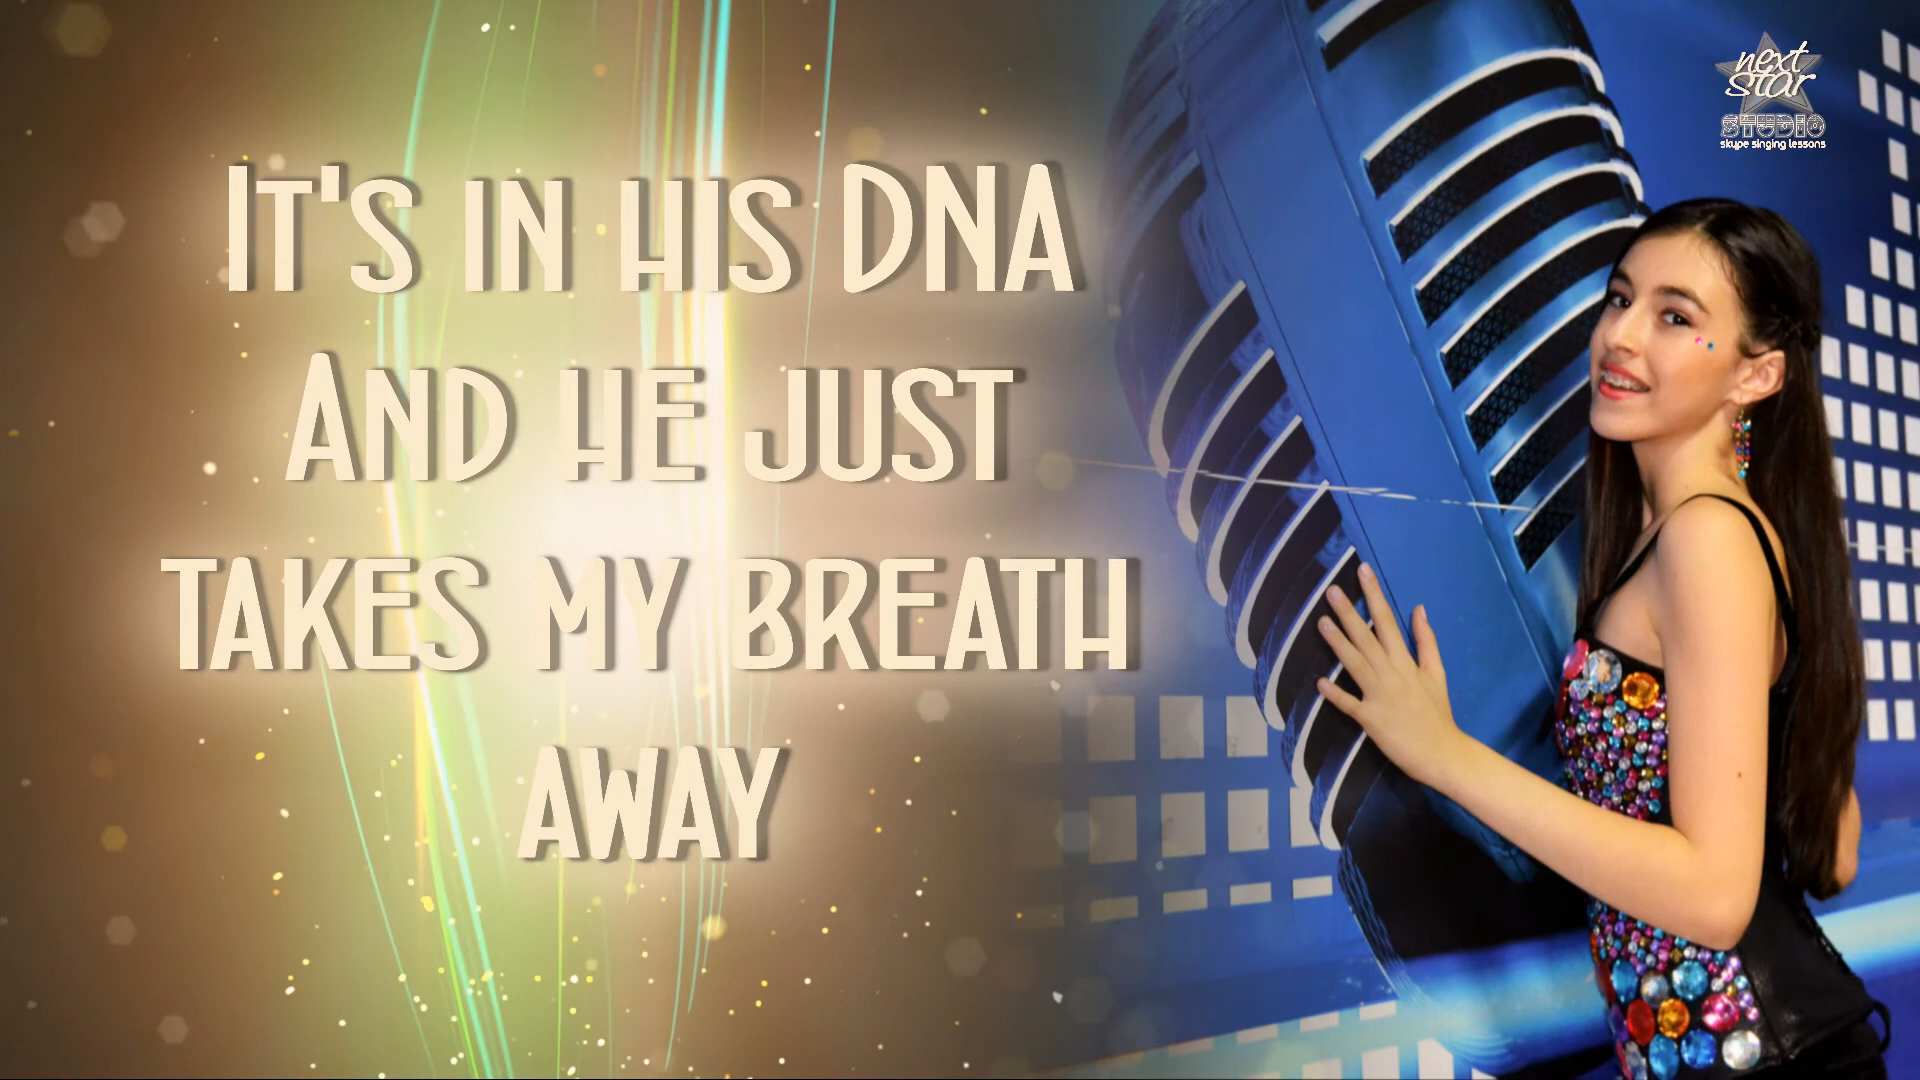 It's in his DNA
And he just
takes my breath
away
next
star
STUDIO
skype singing lessons